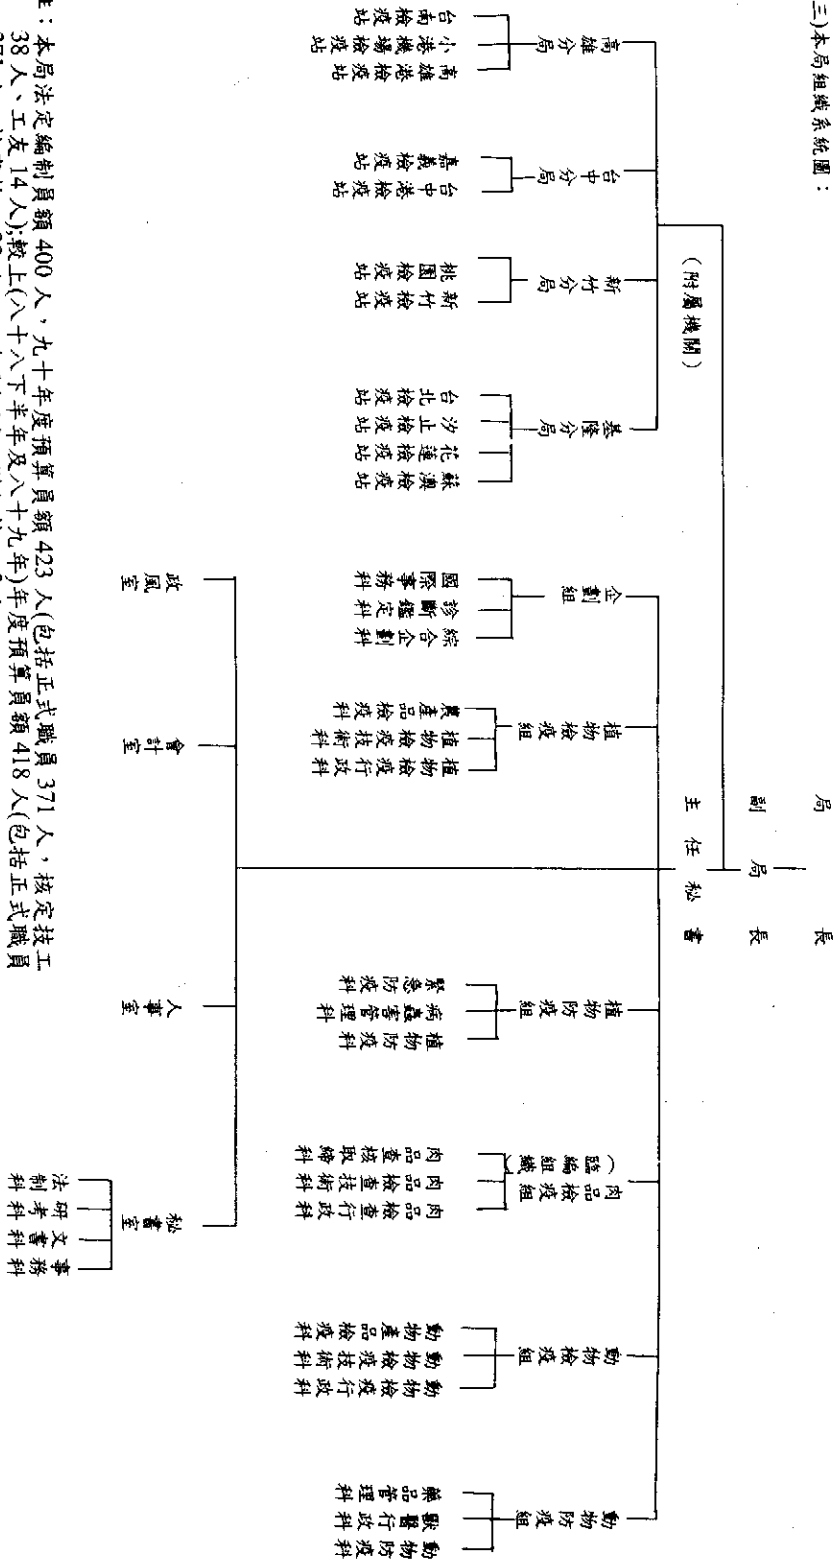 三)本局組織系統圖：
局長
副局長
主任秘書
(附屬機關)
高雄分局
台中分局
新竹分局
基隆分局
企劃組
植物檢疫組
植物防疫組
肉品檢疫組
(臨編組織)
動物檢疫組
動物防疫組
台南檢疫站
小港機場檢疫站
高雄港檢疫站
嘉義檢疫站
台中港檢疫站
桃園檢疫站
新竹檢疫站
台北檢疫站
汐止檢疫站
花蓮檢疫站
蘇澳檢疫站
國際事務科
診斷鑑定科
綜合企劃科
農產品檢疫科
植物檢疫技術科
植物檢疫行政科
緊急防疫科
病蟲害管理科
植物防疫科
肉品查核取締科
肉品檢查技術科
肉品檢查行政科
動物產品檢疫科
動物檢疫技術科
動物檢疫行政科
藥品管理科
獸醫行政科
動物防疫科
政風室
會計室
人事室
秘書室
法制科
研考科
文書科
事務科
註：本局法定編制員額 400 人，九十年度預算員額 423 人(包括正式職員 371 人，核定技工
38 人、工友 14 人);較上(八十八下半年及八十九年)年度預算員額 418 人(包括正式職員